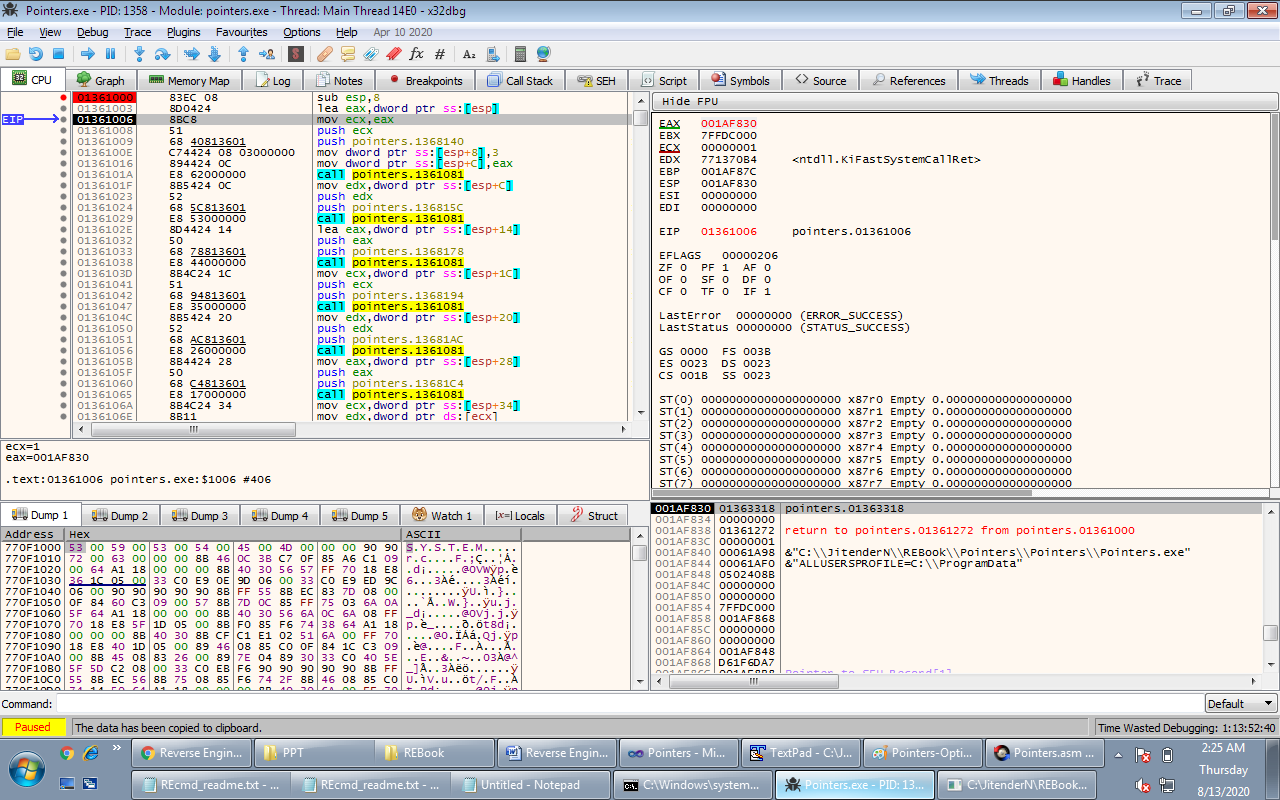 Pointers.exe - PID: 1358 - Module: pointers.exe - Thread: Main Thread 14E0 - x32dbg
File View Debug Trace Plugins Favourites Options Help Apr 10 2020
CPU Graph Memory Map Log Notes Breakpoints Call Stack SEH Script Symbols Source References Threads Handles Trace
EIP
01361000 83EC 08 sub esp,8
01361003 8D0424 lea eax,dword ptr ss:[esp]
01361006 8BC8 mov ecx,eax
01361008 51 push ecx
01361009 68 40813601 push pointers.1368140
0136100E C74424 08 03000000 mov dword ptr ss:[esp+8],3
01361016 894424 0C mov dword ptr ss:[esp+C],eax
0136101A E8 62000000 call pointers.1361081
0136101F 8B5424 0C mov edx,dword ptr ss:[esp+C]
01361023 52 push edx
01361024 68 5C813601 push pointers.136815C
01361029 E8 53000000 call pointers.1361081
0136102E 8D4424 14 lea eax,dword ptr ss:[esp+14]
01361032 50 push eax
01361033 68 78813601 push pointers.1368178
01361038 E8 44000000 call pointers.1361081
0136103D 8B4C24 1C mov ecx,dword ptr ss:[esp+1C]
01361041 51 push ecx
01361042 68 94813601 push pointers.1368194
01361047 E8 35000000 call pointers.1361081
0136104C 8B5424 20 mov edx,dword ptr ss:[esp+20]
01361050 52 push edx
01361051 68 AC813601 push pointers.13681AC
01361056 E8 26000000 call pointers.1361081
0136105B 8B4424 28 mov eax,dword ptr ss:[esp+28]
0136105F 50 push eax
01361060 68 C4813601 push pointers.13681C4
01361065 E8 17000000 call pointers.1361081
0136106A 8B4C24 34 mov ecx,dword ptr ss:[esp+34]
0136106E 8B11 mov edx,dword ptr ds:[ecx]
ecx=1
eax=001AF830
.text:01361006 pointers.exe:$1006 #406
Hide FPU
EAX 001AF830
EBX 7FFDC000
ECX 00000001
EDX 771370B4 <ntdll.KiFastSystemCallRet>
EBP 001AF87C
ESP 001AF830
ESI 00000000
EDI 00000000
EIP 01361006 pointers.01361006
EFLAGS 00000206
ZF 0 PF 1 AF 0
OF 0 SF 0 DF 0
CF 0 TF 0 IF 1
LastError 00000000 (ERROR_SUCCESS)
LastStatus 00000000 (STATUS_SUCCESS)
GS 0000 FS 003B
ES 0023 DS 0023
CS 001B SS 0023
ST(0) 00000000000000000000 x87r0 Empty 0.000000000000000000
ST(1) 00000000000000000000 x87r1 Empty 0.000000000000000000
ST(2) 00000000000000000000 x87r2 Empty 0.000000000000000000
ST(3) 00000000000000000000 x87r3 Empty 0.000000000000000000
ST(4) 00000000000000000000 x87r4 Empty 0.000000000000000000
ST(5) 00000000000000000000 x87r5 Empty 0.000000000000000000
ST(6) 00000000000000000000 x87r6 Empty 0.000000000000000000
ST(7) 00000000000000000000 x87r7 Empty 0.000000000000000000
Dump 1 Dump 2 Dump 3 Dump 4 Dump 5 Watch 1 [x=] Locals Struct
Address Hex ASCII
770F1000 53 00 59 00 53 00 54 00 45 00 4D 00 00 00 90 90 S.Y.S.T.E.M.....
770F1010 72 00 63 00 00 00 8B 46 0C 3B C7 0F 85 A6 C1 09
770F1020 00 64 A1 18 00 00 00 8B 40 30 56 57 FF 70 18 E8
770F1030 36 1C 05 00 33 C0 E9 0E 9D 06 00 33 C0 E9 ED 9C
770F1040 06 00 90 90 90 90 90 8B FF 55 8B EC 83 7D 08 00
770F1050 0F 84 60 C3 09 00 57 8B 7D 0C 85 FF 75 03 6A 0A
770F1060 5F 64 A1 18 00 00 00 8B 40 30 56 6A 0C 6A 08 FF
770F1070 70 18 E8 5F 1D 05 00 8B F0 85 F6 74 38 64 A1 18
770F1080 00 00 00 8B 40 30 8B CF C1 E1 02 51 6A 00 FF 70
770F1090 18 E8 40 1D 05 00 89 46 08 85 C0 0F 84 1C C3 09
770F10A0 00 8B 45 08 83 26 00 89 7E 04 89 30 33 C0 40 5E
770F10B0 5F 5D C2 08 00 33 C0 EB F6 90 90 90 90 90 8B FF
770F10C0 55 8B EC 56 8B 75 08 85 F6 74 2F 8B 46 08 85 C0
001AF830 01363318 pointers.01363318
001AF834 00000000
001AF838 01361272 return to pointers.01361272 from pointers.01361000
001AF83C 00000001
001AF840 00061A98 &"C:\\JitenderN\\REBook\\Pointers\\Pointers\\Pointers.exe"
001AF844 00061AF0 &"ALLUSERSPROFILE=C:\\ProgramData"
001AF848 0502408B
001AF84C 00000000
001AF850 00000000
001AF854 7FFDC000
001AF858 001AF868
001AF85C 00000000
001AF860 00000000
001AF864 001AF848
001AF868 D61F6DA7
Command: Default
Paused The data has been copied to clipboard. Time Wasted Debugging: 1:13:52:40
Reverse Engin... PPT REBook Reverse Engin... Pointers - Mi... TextPad - C:\J... Pointers-Opti... Pointers.asm ... 2:25 AM
Thursday
REcmd_readme.txt - ... REcmd_readme.txt - ... Untitled - Notepad C:\Windows\system... Pointers.exe - PID: 13... C:\JitenderN\REBook... 8/13/2020